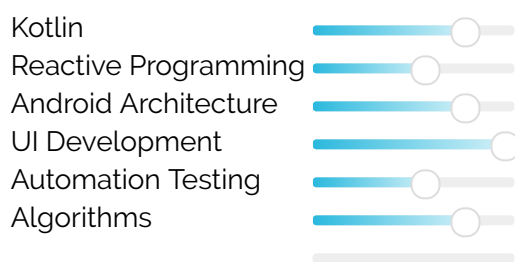 Kotlin
Reactive Programming
Android Architecture
UI Development
Automation Testing
Algorithms